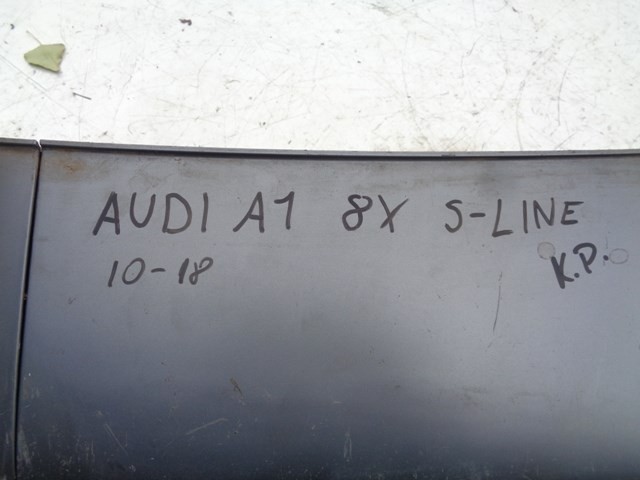 AUDI A1 8X S-LINE
10-18
K.P.